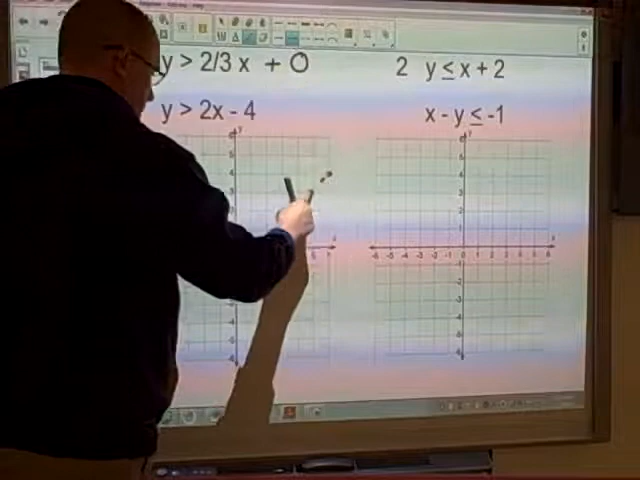 y > 2/3 x + 0
y > 2x - 4
2 y ≤ x + 2
x - y ≤ -1